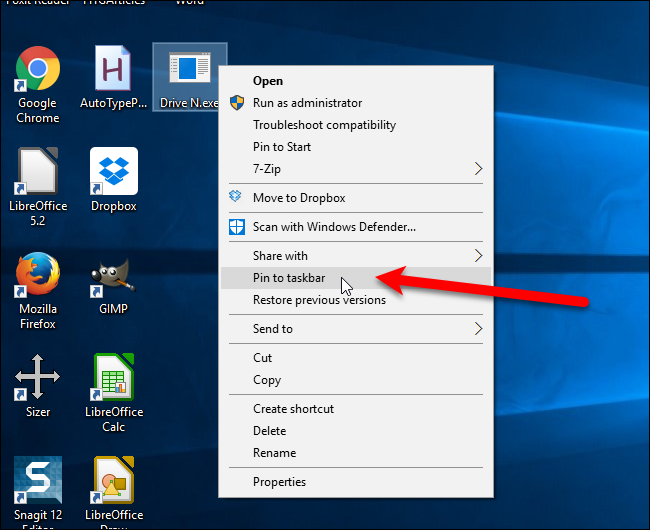 Foxit Reader
HTGArticles
Word
Google
Chrome
AutoTypeP...
Drive N.exe
LibreOffice
5.2
Dropbox
Mozilla
Firefox
GIMP
Sizer
LibreOffice
Calc
Snagit 12
Editor
LibreOffice
Draw
Open
Run as administrator
Troubleshoot compatibility
Pin to Start
7-Zip
Move to Dropbox
Scan with Windows Defender...
Share with
Pin to taskbar
Restore previous versions
Send to
Cut
Copy
Create shortcut
Delete
Rename
Properties